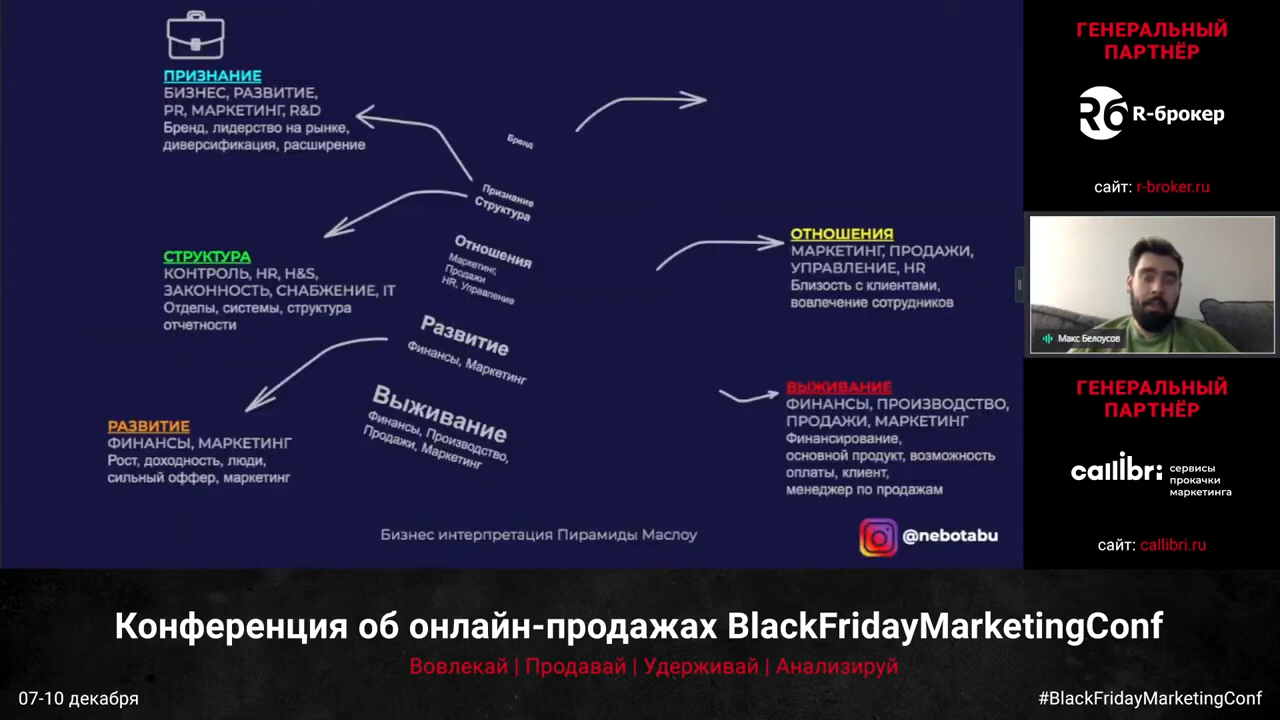 ПРИЗНАНИЕ
БИЗНЕС, РАЗВИТИЕ,
PR, МАРКЕТИНГ, R&D
Бренд, лидерство на рынке,
диверсификация, расширение
СТРУКТУРА
КОНТРОЛЬ, HR, H&S,
ЗАКОННОСТЬ, СНАБЖЕНИЕ, IT
Отделы, системы, структура
отчетности
РАЗВИТИЕ
ФИНАНСЫ, МАРКЕТИНГ
Рост, доходность, люди,
сильный оффер, маркетинг
Бренд
Признание
Структура
Отношения
Маркетинг,
Продажи
HR, Управление
Развитие
Финансы, Маркетинг
Выживание
Финансы, Производство,
Продажи, Маркетинг
ОТНОШЕНИЯ
МАРКЕТИНГ, ПРОДАЖИ,
УПРАВЛЕНИЕ, HR
Близость с клиентами,
вовлечение сотрудников
ВЫЖИВАНИЕ
ФИНАНСЫ, ПРОИЗВОДСТВО,
ПРОДАЖИ, МАРКЕТИНГ
Финансирование,
основной продукт, возможность
оплаты, клиент,
менеджер по продажам
Бизнес интерпретация Пирамиды Маслоу
@nebotabu
ГЕНЕРАЛЬНЫЙ
ПАРТНЁР
R6 R-брокер
сайт: r-broker.ru
Макс Белоусов
ГЕНЕРАЛЬНЫЙ
ПАРТНЁР
callibri
сервисы
прокачки
маркетинга
сайт: callibri.ru
Конференция об онлайн-продажах BlackFridayMarketingConf
Вовлекай | Продавай | Удерживай | Анализируй
07-10 декабря
#BlackFridayMarketingConf